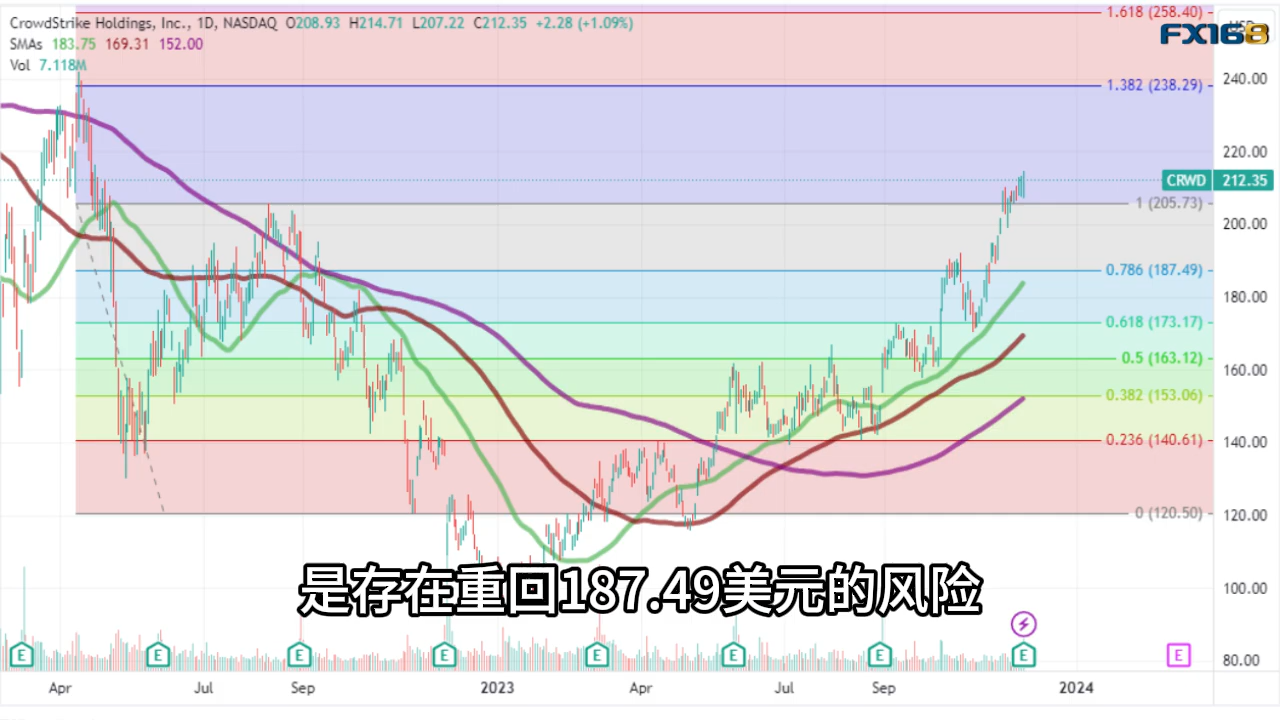 CrowdStrike Holdings, Inc., 1D, NASDAQ O208.93 H214.71 L207.22 C212.35 +2.28 (+1.09%)
SMAs 183.75 169.31 152.00
Vol 7.118M
FX168
1.618 (258.40)
240.00
1.382 (238.29)
220.00
CRWD 212.35
1 (205.73)
200.00
0.786 (187.49)
180.00
0.618 (173.17)
0.5 (163.12)
160.00
0.382 (153.06)
0.236 (140.61)
140.00
0 (120.50)
120.00
100.00
是存在重回187.49美元的风险
E E E E E E E E E
80.00
Apr Jul Sep 2023 Apr Jul Sep 2024